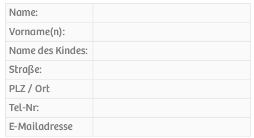 Name:
Vorname(n):
Name des Kindes:
Straße:
PLZ / Ort
Tel-Nr:
E-Mailadresse